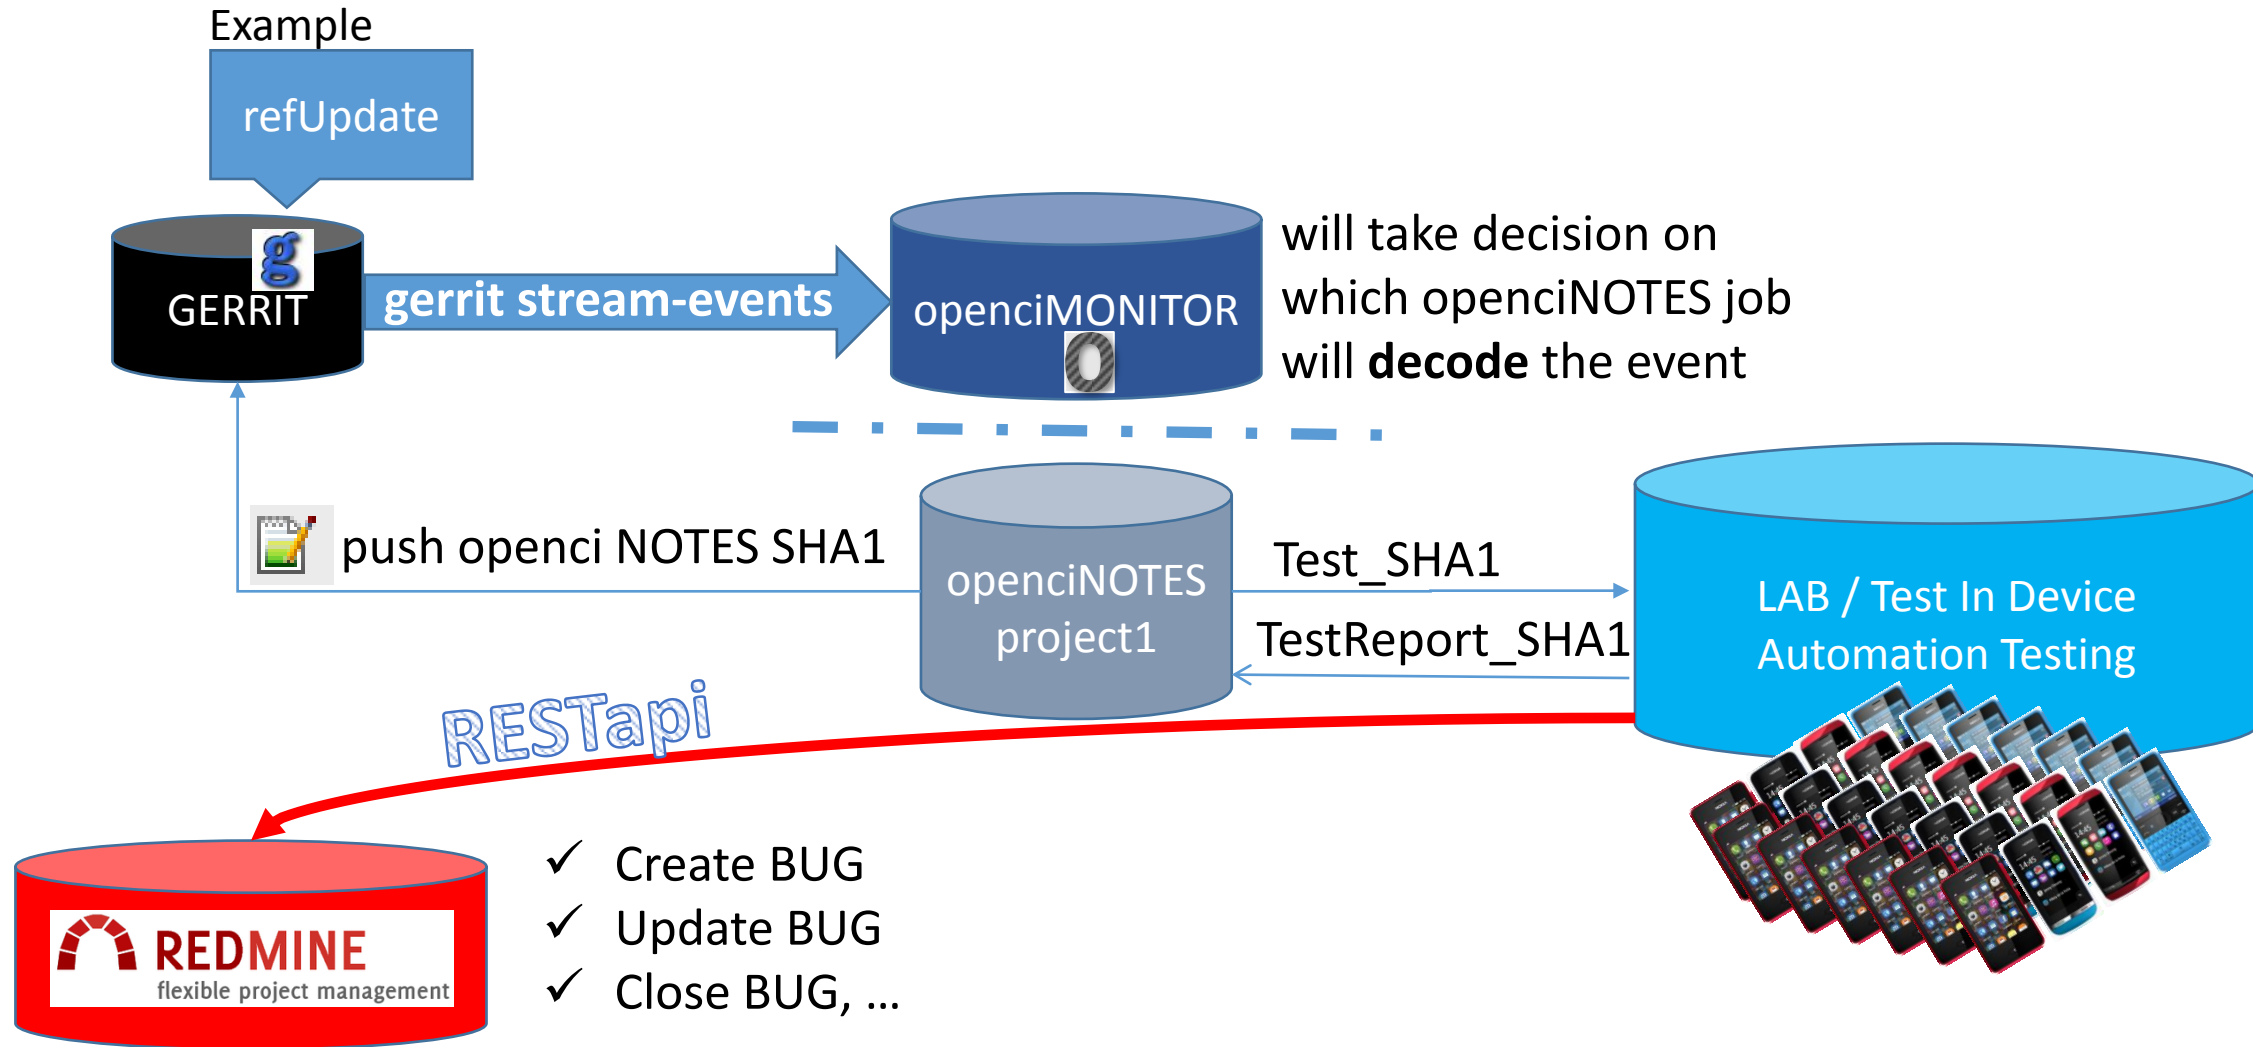 Example
refUpdate
g
GERRIT
gerrit stream-events
openciMONITOR
O
will take decision on
which openciNOTES job
will decode the event
push openci NOTES SHA1
openciNOTES
project1
Test_SHA1
TestReport_SHA1
LAB / Test In Device
Automation Testing
RESTapi
REDMINE
flexible project management
✓ Create BUG
✓ Update BUG
✓ Close BUG, ...